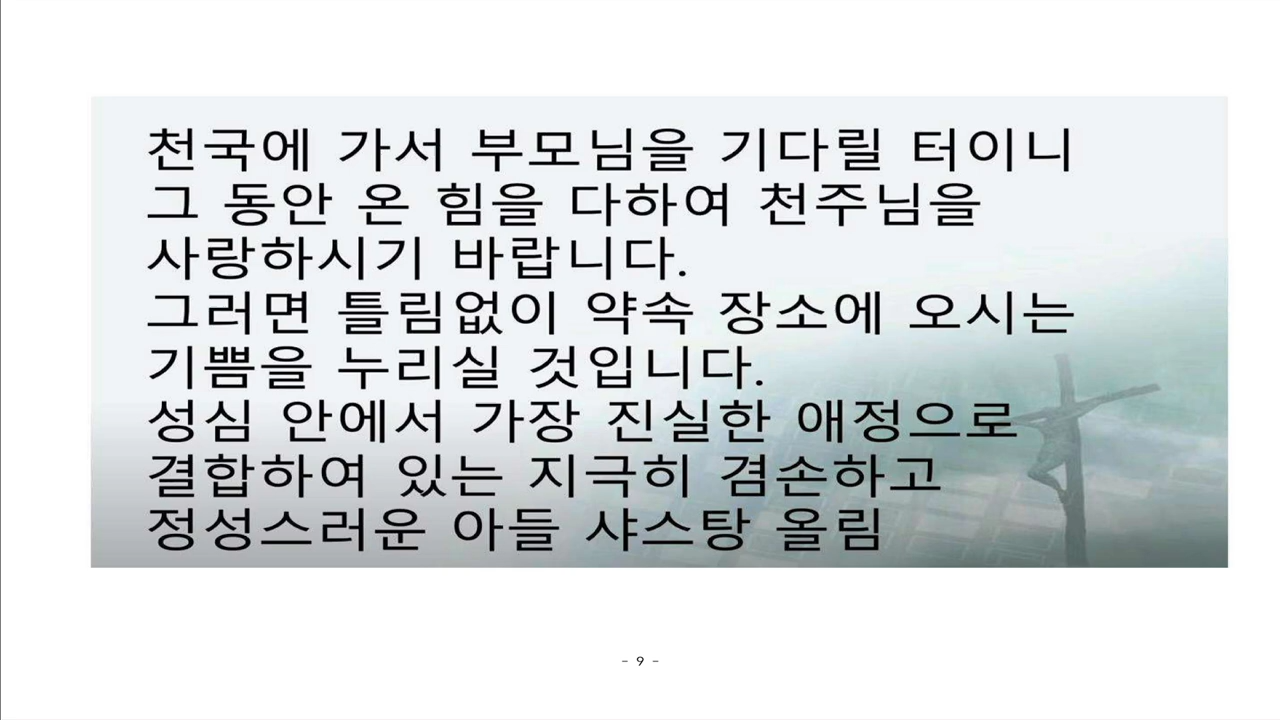 천국에 가서 부모님을 기다릴 터이니
그 동안 온 힘을 다하여 천주님을
사랑하시기 바랍니다.
그러면 틀림없이 약속 장소에 오시는
기쁨을 누리실 것입니다.
성심 안에서 가장 진실한 애정으로
결합하여 있는 지극히 겸손하고
정성스러운 아들 샤스탕 올림
- 9 -